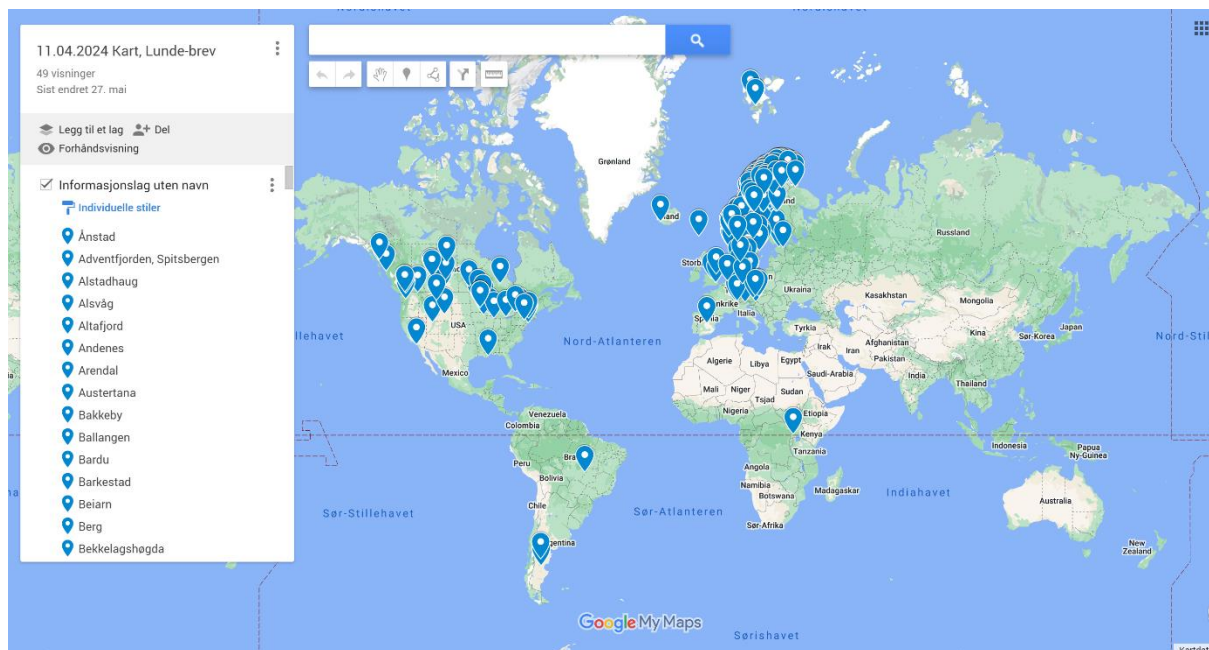 11.04.2024 Kart, Lunde-brev
49 visninger
Sist endret 27. mai
Legg til et lag
Del
Forhåndsvisning
Informasjonslag uten navn
Individuelle stiler
Ånstad
Adventfjorden, Spitsbergen
Alstadhaug
Alsvåg
Altafjord
Andenes
Arendal
Austertana
Bakkeby
Ballangen
Bardu
Barkestad
Beiarn
Berg
Bekkelagshøgda
Grønland
Russland
Ukraina
Kasakhstan
Mongolia
Italia
Tyrkia
Kina
Sør-Korea
Japan
USA
Nord-Atlanteren
Irak
Iran
Afghanistan
Pakistan
Algerie
Libya
Egypt
Saudi-Arabia
India
Mexico
Mali
Niger
Tsjad
Sudan
Thailand
Nigeria
Etiopia
Venezuela
Colombia
Kenya
Indonesia
Papua
Ny-Guinea
Tanzania
Peru
Bolivia
Angola
Namibia
Botswana
Madagaskar
Indiahavet
Australia
Chile
Sør-Stillehavet
Sør-Atlanteren
Sør-Afrika
New
Zealand
Google My Maps
Sørishavet